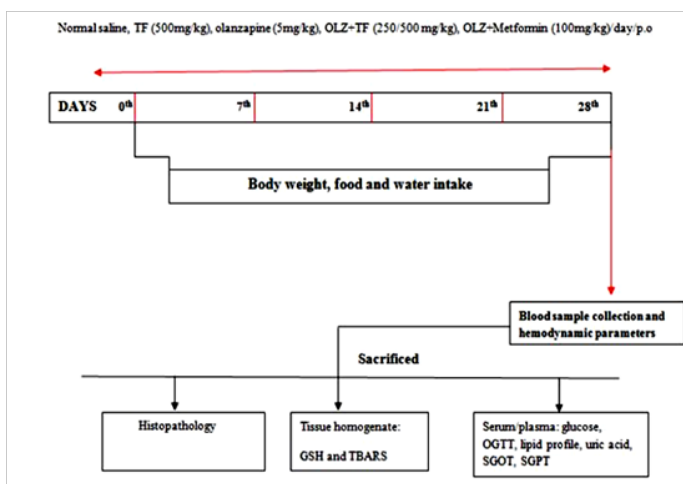 Normal saline, TF (500mg/kg), olanzapine (5mg/kg), OLZ+TF (250/500 mg/kg), OLZ+Metformin (100mg/kg)/day/p.o
DAYS 0th 7th 14th 21th 28th
Body weight, food and water intake
Blood sample collection and
hemodynamic parameters
Sacrificed
Histopathology
Tissue homogenate:
GSH and TBARS
Serum/plasma: glucose,
OGTT, lipid profile, uric acid,
SGOT, SGPT